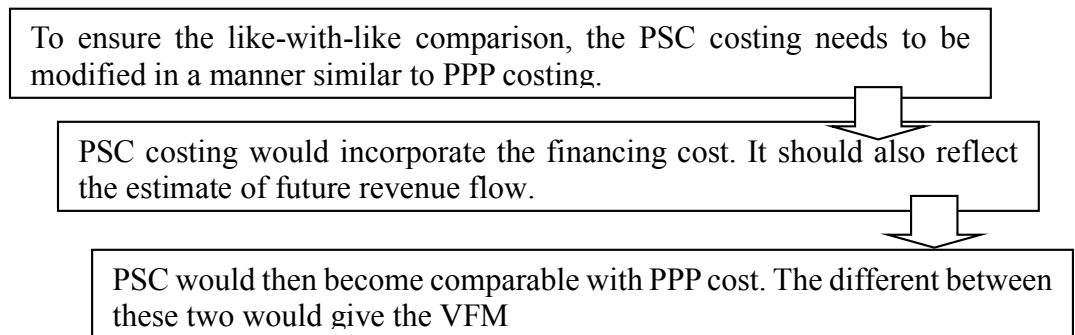 To ensure the like-with-like comparison, the PSC costing needs to be
modified in a manner similar to PPP costing.
PSC costing would incorporate the financing cost. It should also reflect
the estimate of future revenue flow.
PSC would then become comparable with PPP cost. The different between
these two would give the VFM